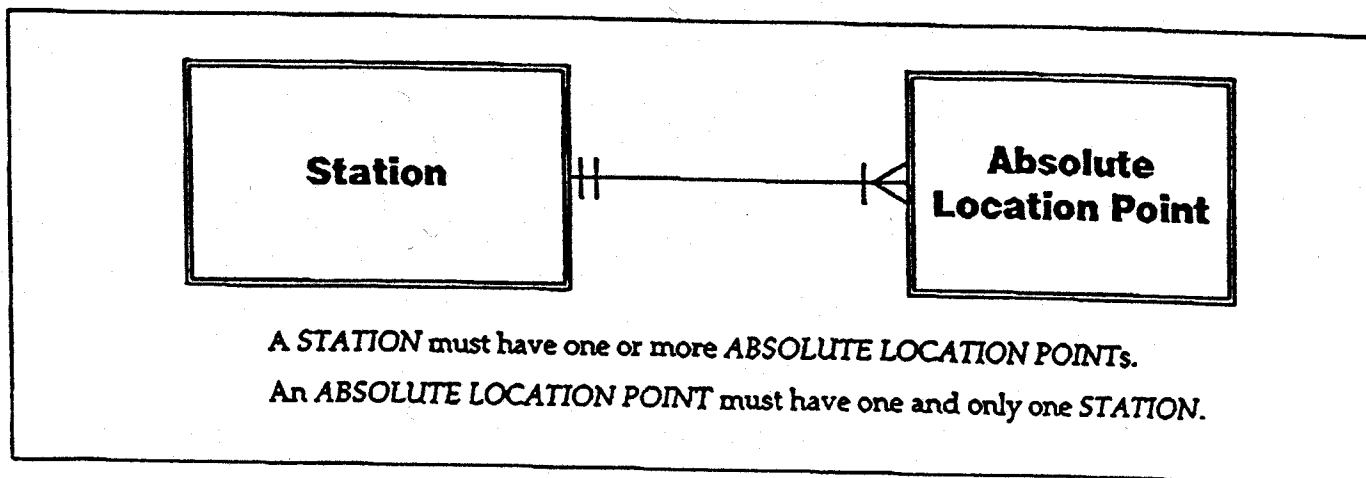 Station
Absolute
Location Point
A STATION must have one or more ABSOLUTE LOCATION POINTs.
An ABSOLUTE LOCATION POINT must have one and only one STATION.